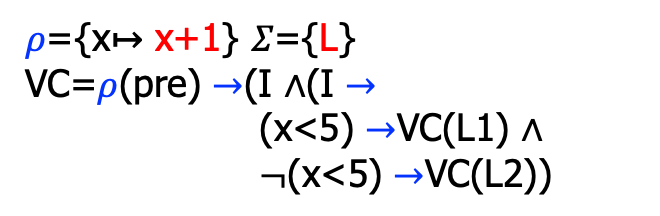 ρ={x↦ x+1} Σ={L}
VC=ρ(pre) →(I ∧(I →
(x<5) →VC(L1) ∧
¬(x<5) →VC(L2))